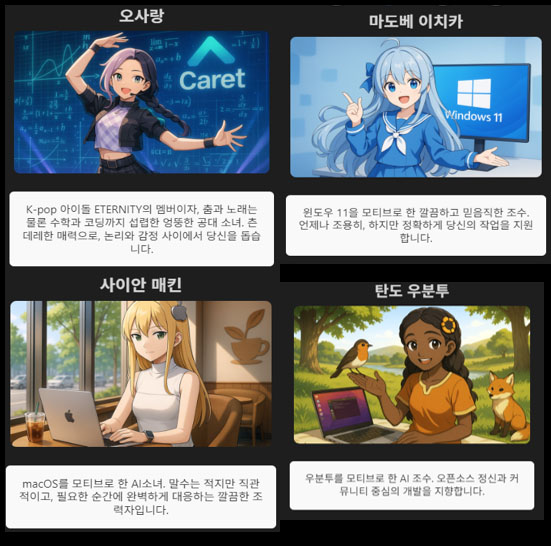 오사랑
Caret
K-pop 아이돌 ETERNITY의 멤버이자, 춤과 노래는
물론 수학과 코딩까지 섭렵한 엉뚱한 공대 소녀. 츤
데레한 매력으로, 논리와 감정 사이에서 당신을 돕습
니다.
마도베 이치카
Windows 11
윈도우 11을 모티브로 한 깔끔하고 믿음직한 조수.
언제나 조용히, 하지만 정확하게 당신의 작업을 지원
합니다.
사이안 매킨
macOS를 모티브로 한 AI소녀. 말수는 적지만 직관
적이고, 필요한 순간에 완벽하게 대응하는 깔끔한 조
력자입니다.
탄도 우분투
우분투를 모티브로 한 AI 조수. 오픈소스 정신과 커
뮤니티 중심의 개발을 지향합니다.